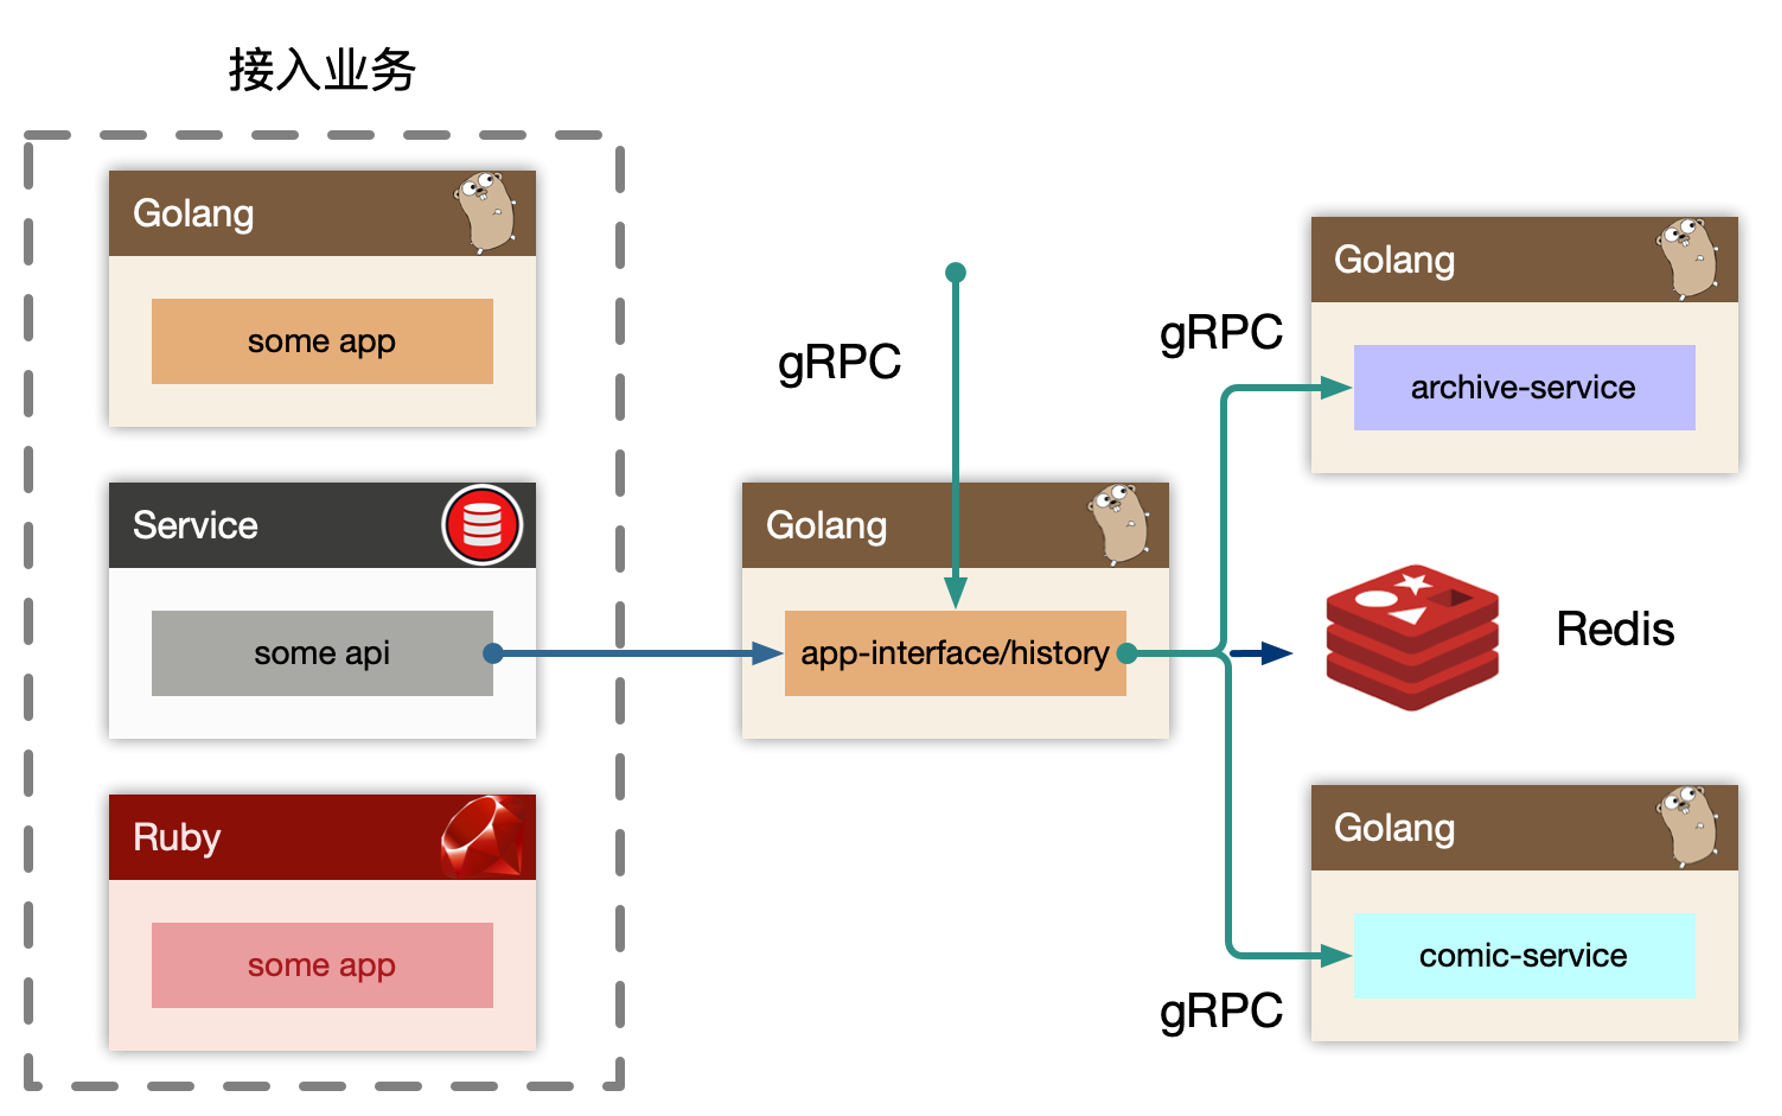 接入业务
Golang
some app
Service
some api
Ruby
some app
gRPC
Golang
app-interface/history
gRPC
Golang
archive-service
Redis
Golang
comic-service
gRPC